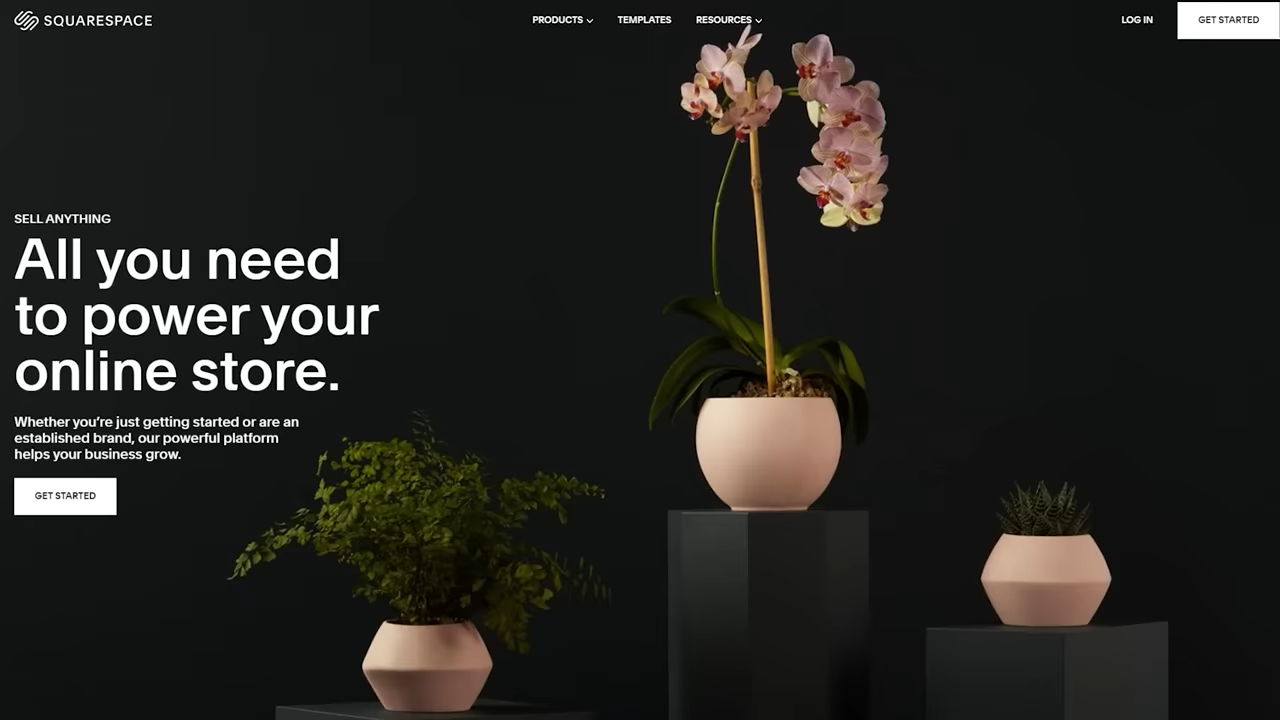 SQUARESPACE
PRODUCTS
TEMPLATES
RESOURCES
LOG IN
GET STARTED
SELL ANYTHING
All you need
to power your
online store.
Whether you’re just getting started or are an
established brand, our powerful platform
helps your business grow.
GET STARTED